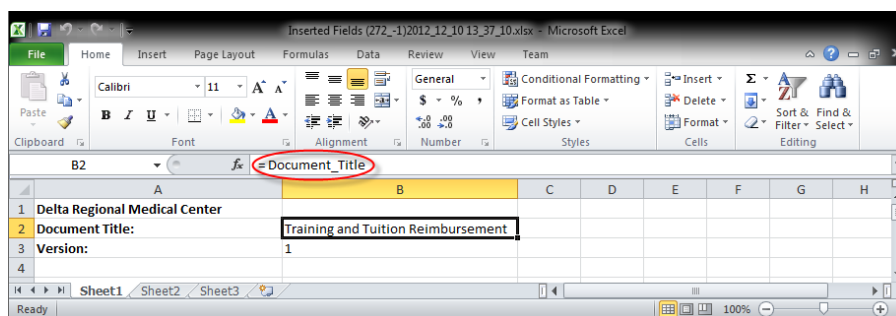 Inserted Fields (272_-1)2012_12_10 13_37_10.xlsx - Microsoft Excel
File Home Insert Page Layout Formulas Data Review View Team
Calibri 11 A A General Conditional Formatting Insert Σ
Paste $ % , Format as Table Delete Sort & Find &
B I U A .00 .0 Cell Styles Format Filter Select
Clipboard Font Alignment Number Styles Cells Editing
B2 fx =Document_Title
A B C D E F G H
1 Delta Regional Medical Center
2 Document Title: Training and Tuition Reimbursement
3 Version: 1
4
Sheet1 Sheet2 Sheet3
Ready 100%